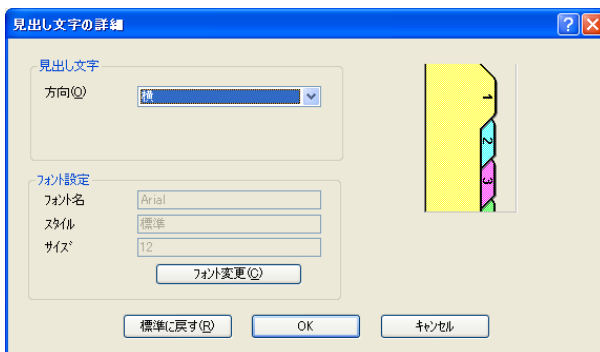 見出し文字の詳細
見出し文字
方向(O) 横
フォント設定
フォント名 Arial
スタイル 標準
サイズ 12
フォント変更(C)
標準に戻す(R) OK キャンセル
1
2
3